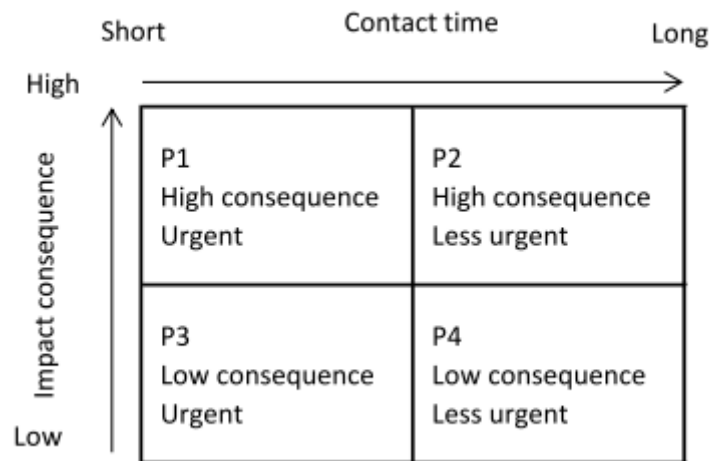 Short
Contact time
Long
High
Impact consequence
P1
High consequence
Urgent
P2
High consequence
Less urgent
P3
Low consequence
Urgent
P4
Low consequence
Less urgent
Low